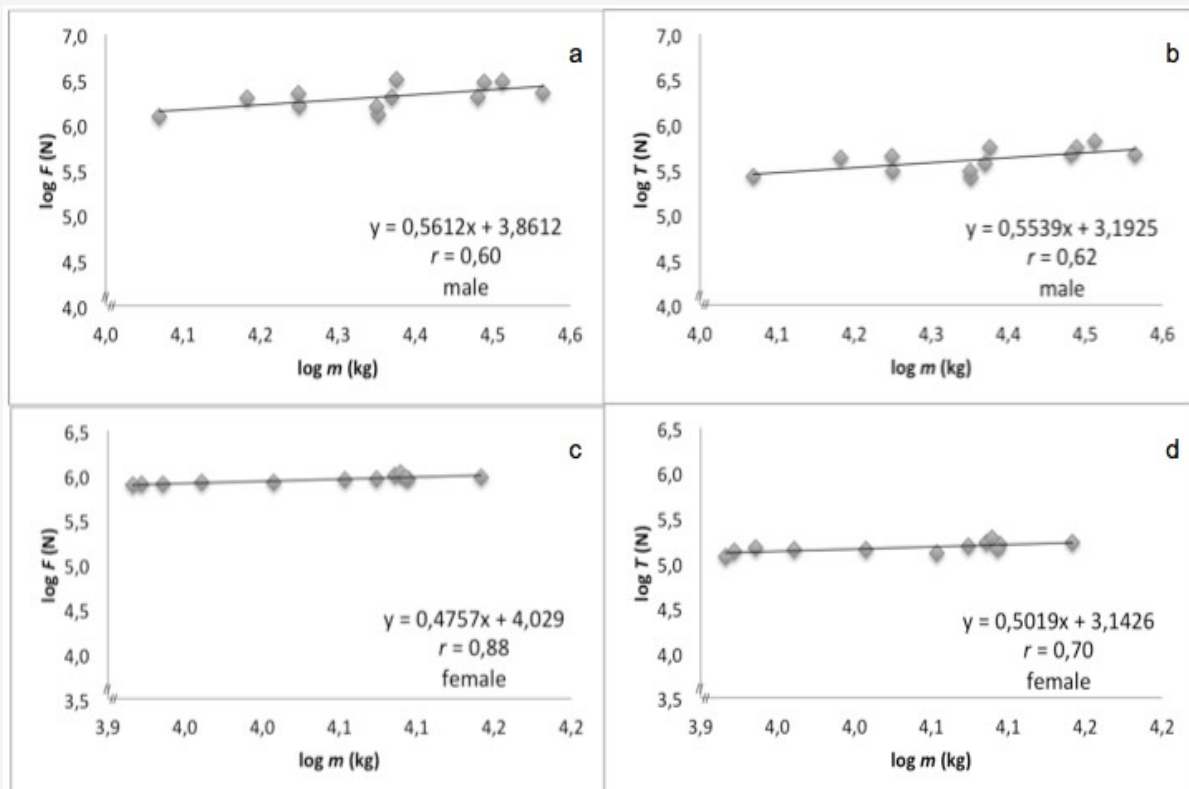 a
7,0
6,5
6,0
5,5
5,0
4,5
4,0
log F (N)
y = 0,5612x + 3,8612
r = 0,60
male
4,0 4,1 4,2 4,3 4,4 4,5 4,6
log m (kg)
b
7,0
6,5
6,0
5,5
5,0
4,5
4,0
log T (N)
y = 0,5539x + 3,1925
r = 0,62
male
4,0 4,1 4,2 4,3 4,4 4,5 4,6
log m (kg)
c
6,5
6,0
5,5
5,0
4,5
4,0
3,5
log F (N)
y = 0,4757x + 4,029
r = 0,88
female
3,9 4,0 4,0 4,1 4,1 4,2 4,2
log m (kg)
d
6,5
6,0
5,5
5,0
4,5
4,0
3,5
log T (N)
y = 0,5019x + 3,1426
r = 0,70
female
3,9 4,0 4,0 4,1 4,1 4,2 4,2
log m (kg)